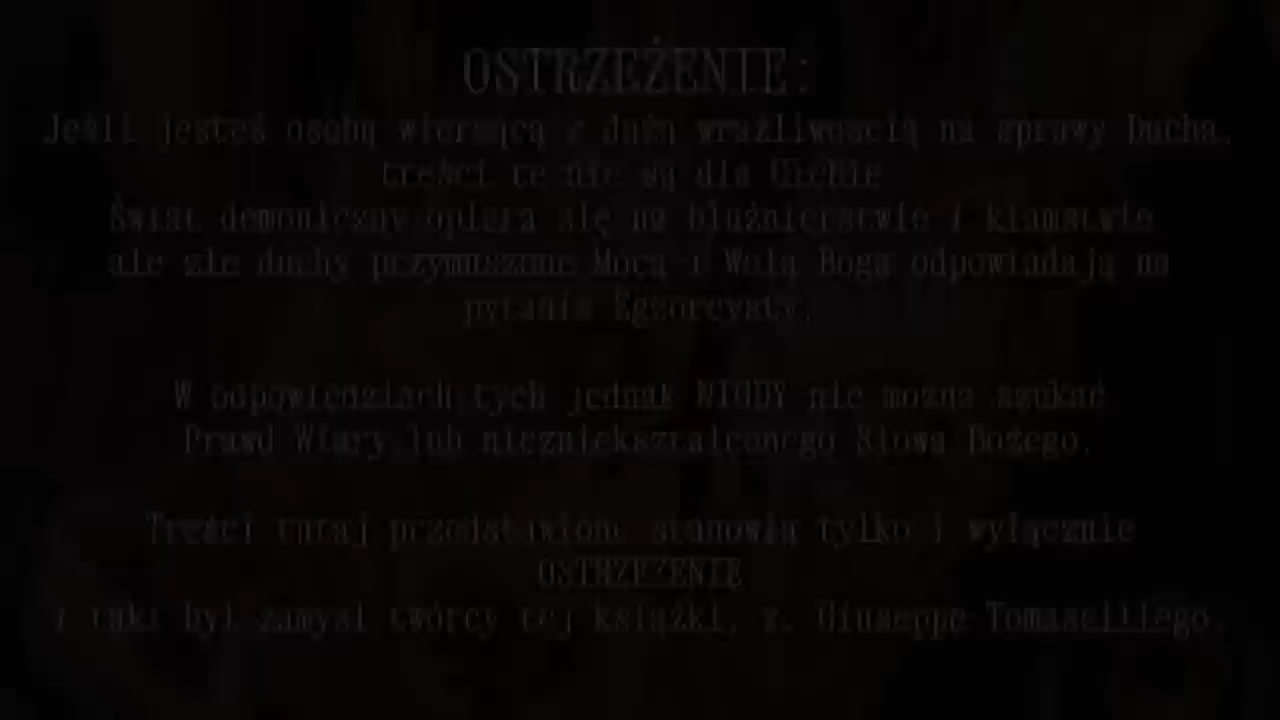 OSTRZEŻENIE:
Jeśli jesteś osobą wierzącą z dużą wrażliwością na sprawy Ducha,
treści te nie są dla Ciebie
Świat demoniczny opiera się na bluźnierstwie i kłamstwie
ale złe duchy przymuszone Mocą i Wolą Boga odpowiadają na
pytania Egzorcysty.
W odpowiedziach tych jednak NIGDY nie można szukać
Prawd Wiary lub niezniekształconego Słowa Bożego.
Treści tutaj przedstawione stanowią tylko i wyłącznie
OSTRZEŻENIE
i taki był zamysł twórcy tej książki, Giuseppe